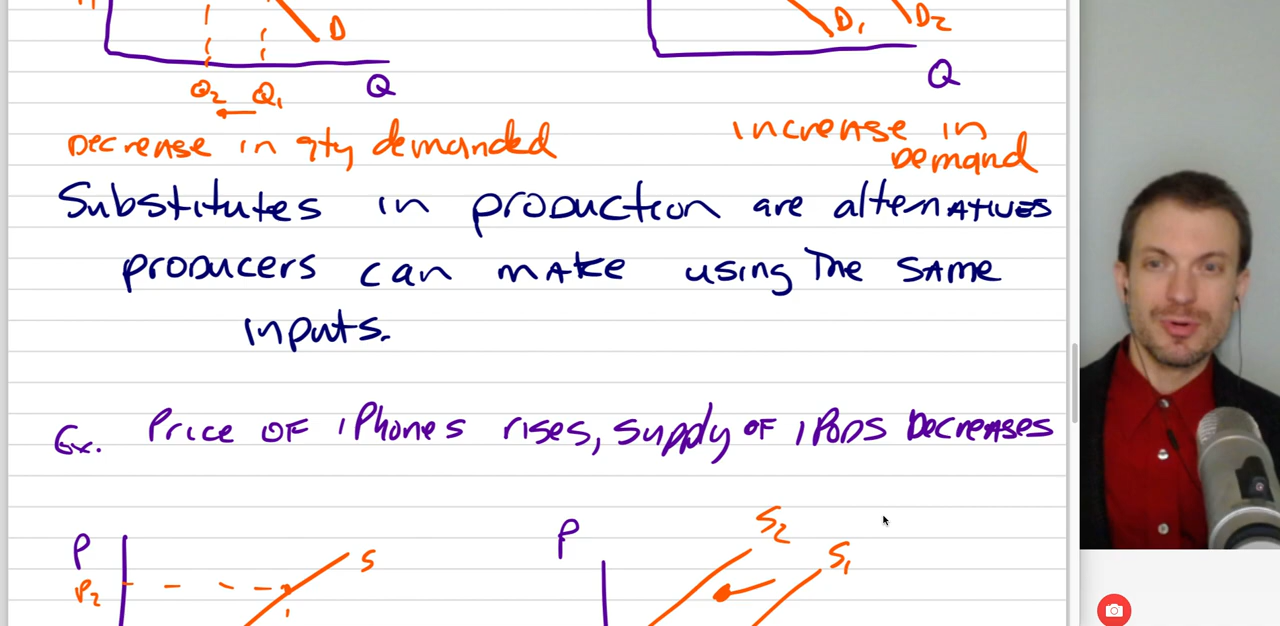 D
D₁
D₂
Q₂
Q₁
Q
Q
Decrease in qty demanded
increase in
Demand
Substitutes in production are alternatives
producers can make using the same
inputs.
Ex. Price of iPhones rises, supply of iPods Decreases
P
P₂
S
P
S₂
S₁